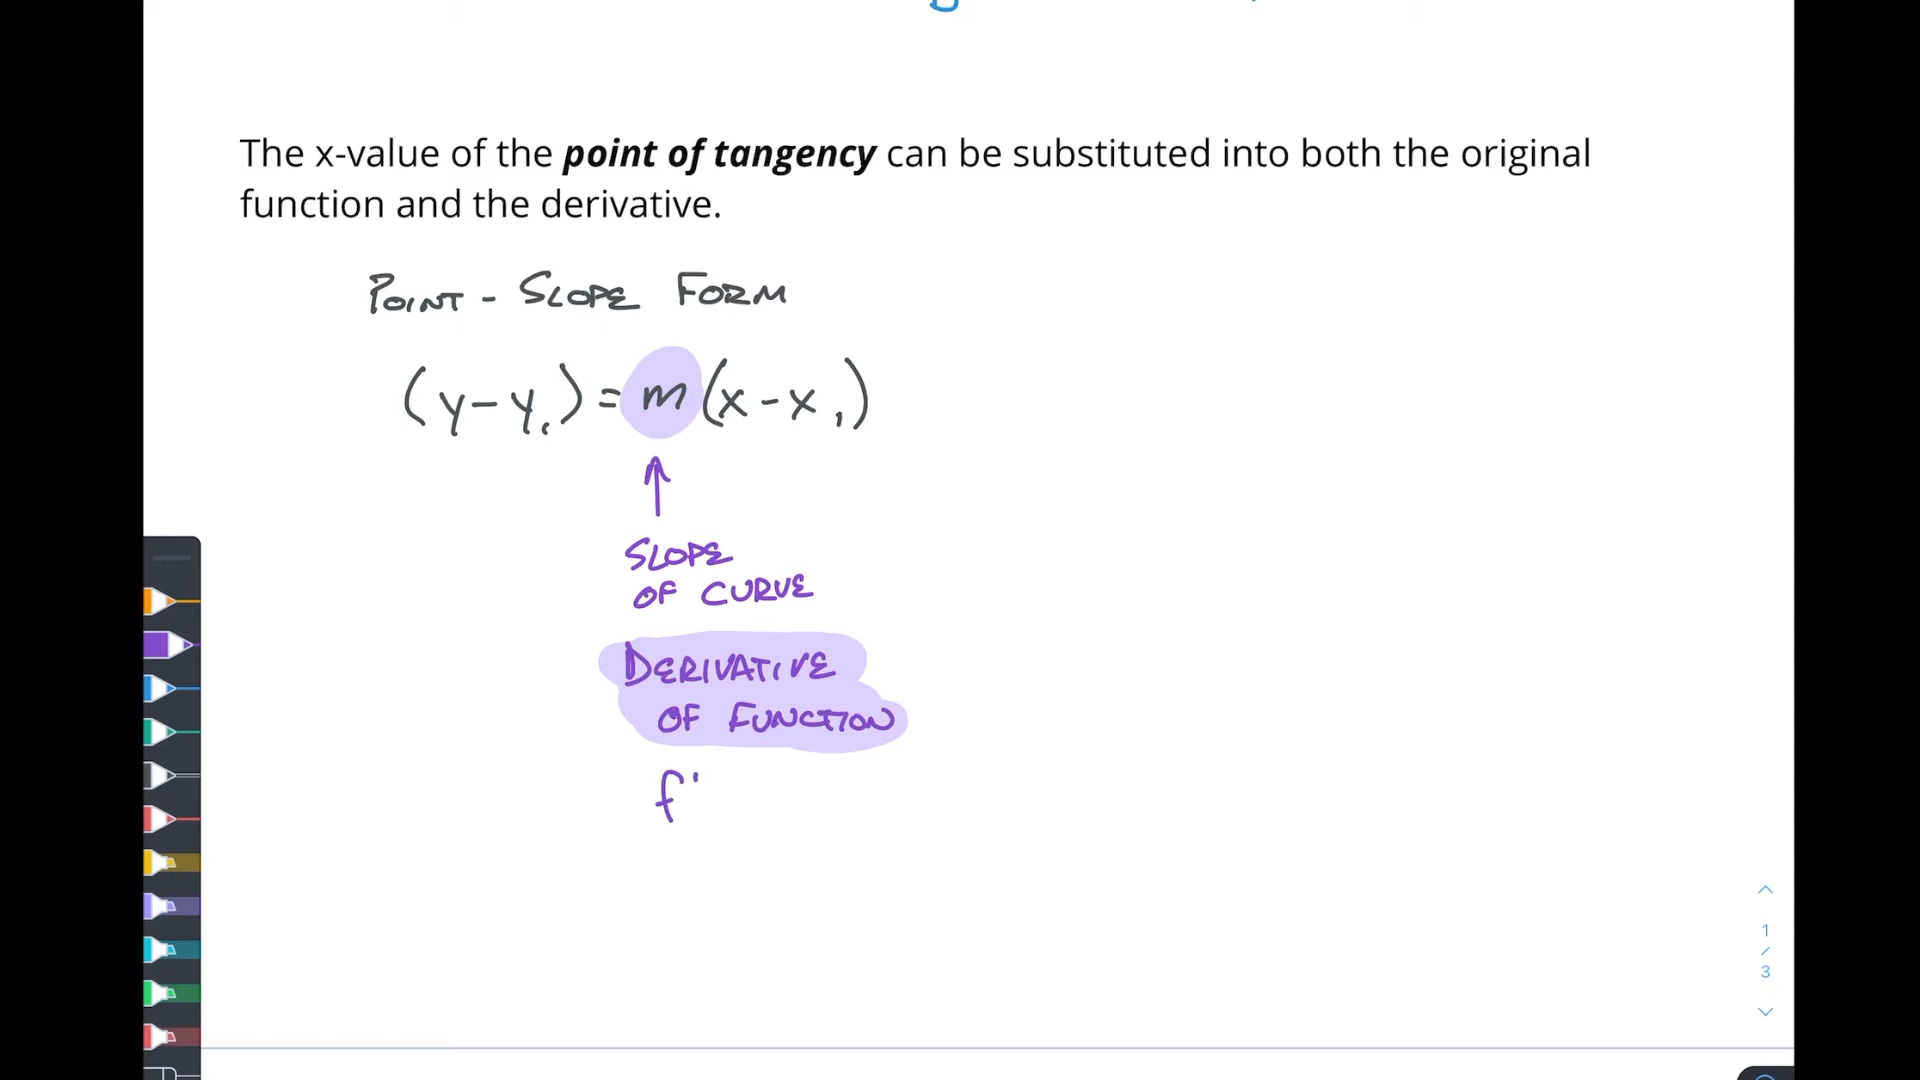 The x-value of the point of tangency can be substituted into both the original
function and the derivative.
POINT - SLOPE FORM
(y-y₁) = m(x-x₁)
SLOPE
OF CURVE
DERIVATIVE
OF FUNCTION
f'
1
/
3